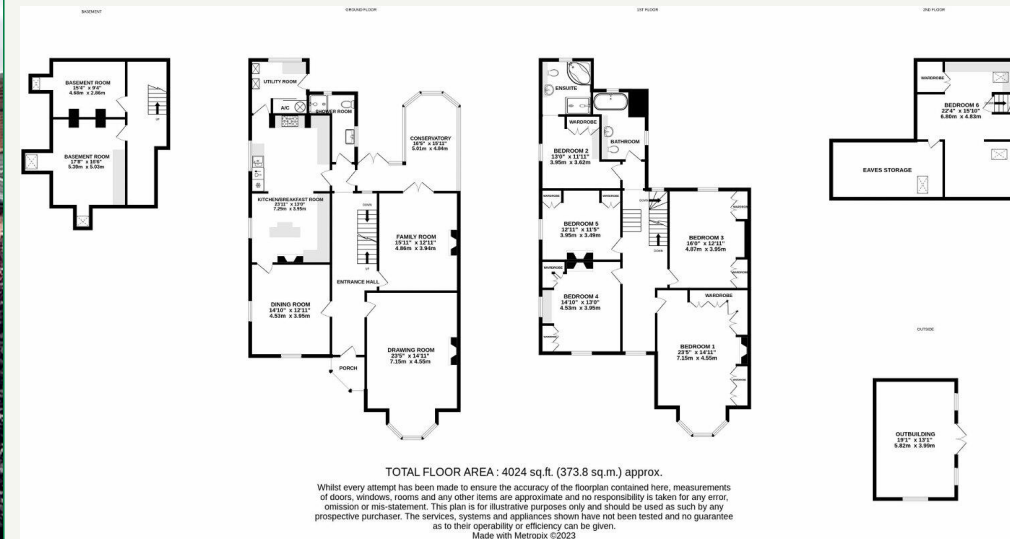 BASEMENT
BASEMENT ROOM
15'4" x 9'4"
4.68m x 2.86m
UP
BASEMENT ROOM
17'8" x 16'6"
5.39m x 5.03m
GROUND FLOOR
UTILITY ROOM
A/C
SHOWER ROOM
CONSERVATORY
16'5" x 15'11"
5.01m x 4.84m
KITCHEN/BREAKFAST ROOM
23'11" x 13'0"
7.29m x 3.95m
DOWN
UP
FAMILY ROOM
15'11" x 12'11"
4.86m x 3.94m
ENTRANCE HALL
DINING ROOM
14'10" x 12'11"
4.53m x 3.95m
DRAWING ROOM
23'5" x 14'11"
7.15m x 4.55m
PORCH
1ST FLOOR
ENSUITE
WARDROBE
BATHROOM
BEDROOM 2
13'0" x 11'11"
3.95m x 3.62m
WARDROBE
WARDROBE
BEDROOM 5
12'11" x 11'5"
3.95m x 3.49m
DOWN
WARDROBE
BEDROOM 3
16'0" x 12'11"
4.87m x 3.95m
WARDROBE
WARDROBE
BEDROOM 4
14'10" x 13'0"
4.53m x 3.95m
WARDROBE
WARDROBE
BEDROOM 1
23'5" x 14'11"
7.15m x 4.55m
WARDROBE
2ND FLOOR
WARDROBE
BEDROOM 6
22'4" x 15'10"
6.80m x 4.83m
EAVES STORAGE
OUTSIDE
OUTBUILDING
19'1" x 13'1"
5.82m x 3.99m
TOTAL FLOOR AREA : 4024 sq.ft. (373.8 sq.m.) approx.
Whilst every attempt has been made to ensure the accuracy of the floorplan contained here, measurements
of doors, windows, rooms and any other items are approximate and no responsibility is taken for any error,
omission or mis-statement. This plan is for illustrative purposes only and should be used as such by any
prospective purchaser. The services, systems and appliances shown have not been tested and no guarantee
as to their operability or efficiency can be given.
Made with Metropix ©2023